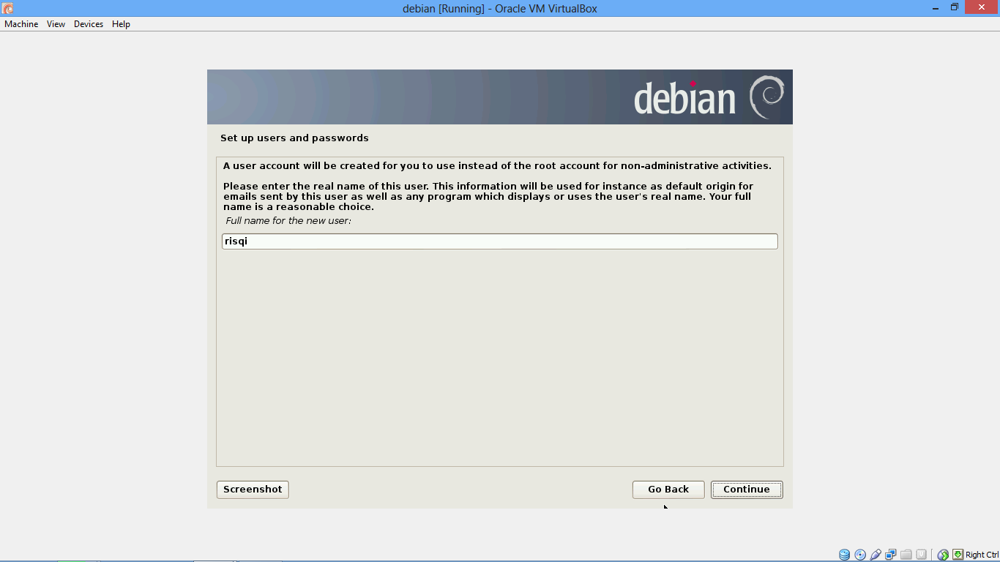 debian [Running] - Oracle VM VirtualBox
Machine View Devices Help
debian
Set up users and passwords
A user account will be created for you to use instead of the root account for non-administrative activities.
Please enter the real name of this user. This information will be used for instance as default origin for
emails sent by this user as well as any program which displays or uses the user's real name. Your full
name is a reasonable choice.
Full name for the new user:
risqi
Screenshot Go Back Continue
Right Ctrl